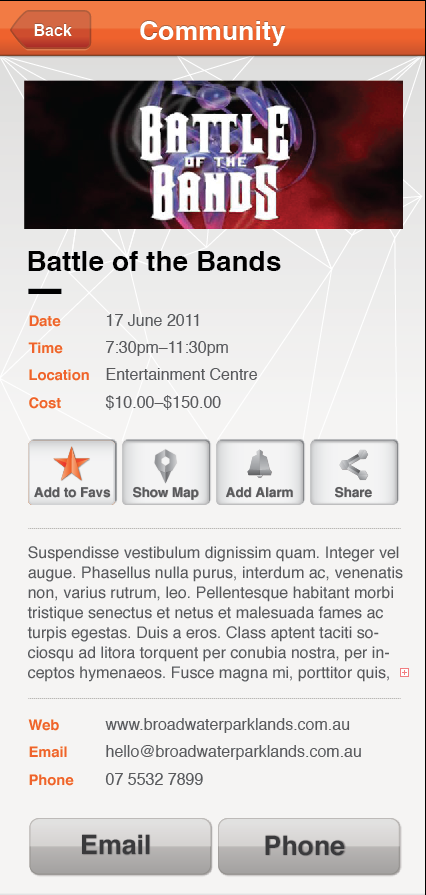 Back
Community
BATTLE
OF THE
BANDS
Battle of the Bands
Date 17 June 2011
Time 7:30pm–11:30pm
Location Entertainment Centre
Cost $10.00–$150.00
Add to Favs Show Map Add Alarm Share
Suspendisse vestibulum dignissim quam. Integer vel
augue. Phasellus nulla purus, interdum ac, venenatis
non, varius rutrum, leo. Pellentesque habitant morbi
tristique senectus et netus et malesuada fames ac
turpis egestas. Duis a eros. Class aptent taciti so-
ciosqu ad litora torquent per conubia nostra, per in-
ceptos hymenaeos. Fusce magna mi, porttitor quis,
Web www.broadwaterparklands.com.au
Email hello@broadwaterparklands.com.au
Phone 07 5532 7899
Email Phone